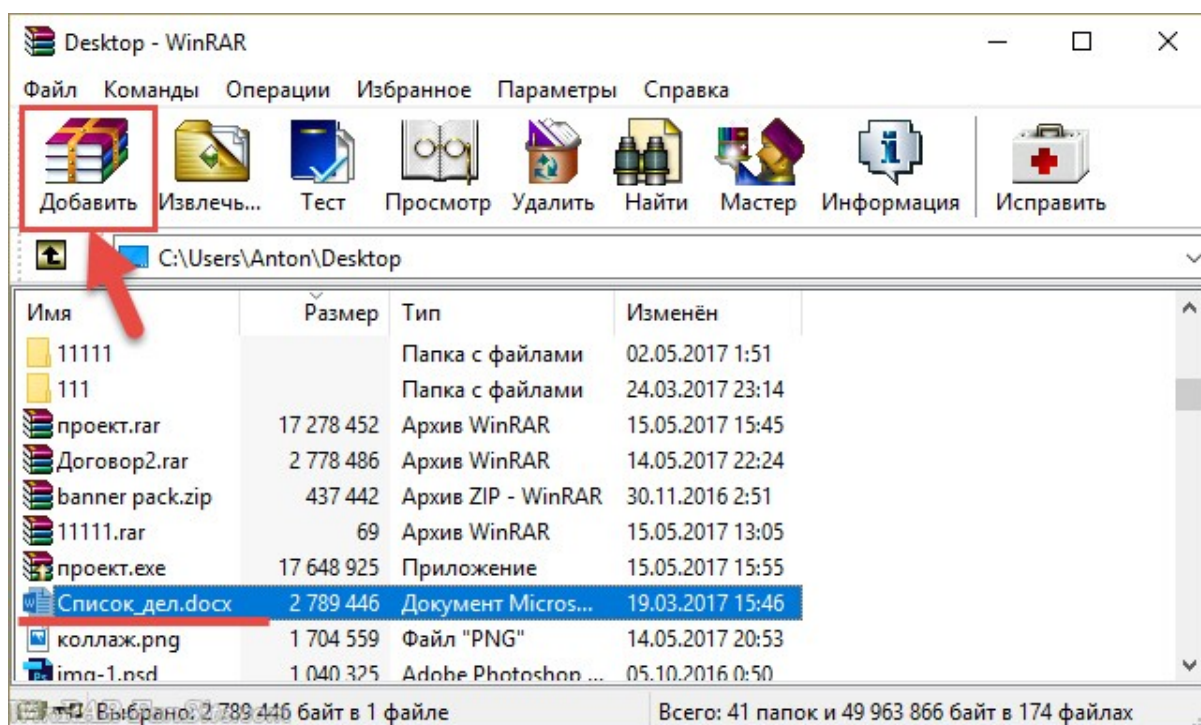 Desktop - WinRAR
Файл Команды Операции Избранное Параметры Справка
Добавить Извлечь... Тест Просмотр Удалить Найти Мастер Информация Исправить
C:\Users\Anton\Desktop
Имя Размер Тип Изменён
11111 Папка с файлами 02.05.2017 1:51
111 Папка с файлами 24.03.2017 23:14
проект.rar 17 278 452 Архив WinRAR 15.05.2017 15:45
Договор2.rar 2 778 486 Архив WinRAR 14.05.2017 22:24
banner pack.zip 437 442 Архив ZIP - WinRAR 30.11.2016 2:51
11111.rar 69 Архив WinRAR 15.05.2017 13:05
проект.exe 17 648 925 Приложение 15.05.2017 15:55
Список_дел.docx 2 789 446 Документ Micros... 19.03.2017 15:46
коллаж.png 1 704 559 Файл "PNG" 14.05.2017 20:53
img-1.psd 1 040 325 Adobe Photoshop ... 05.10.2016 0:50
Выбрано: 2 789 446 байт в 1 файле Всего: 41 папок и 49 963 866 байт в 174 файлах